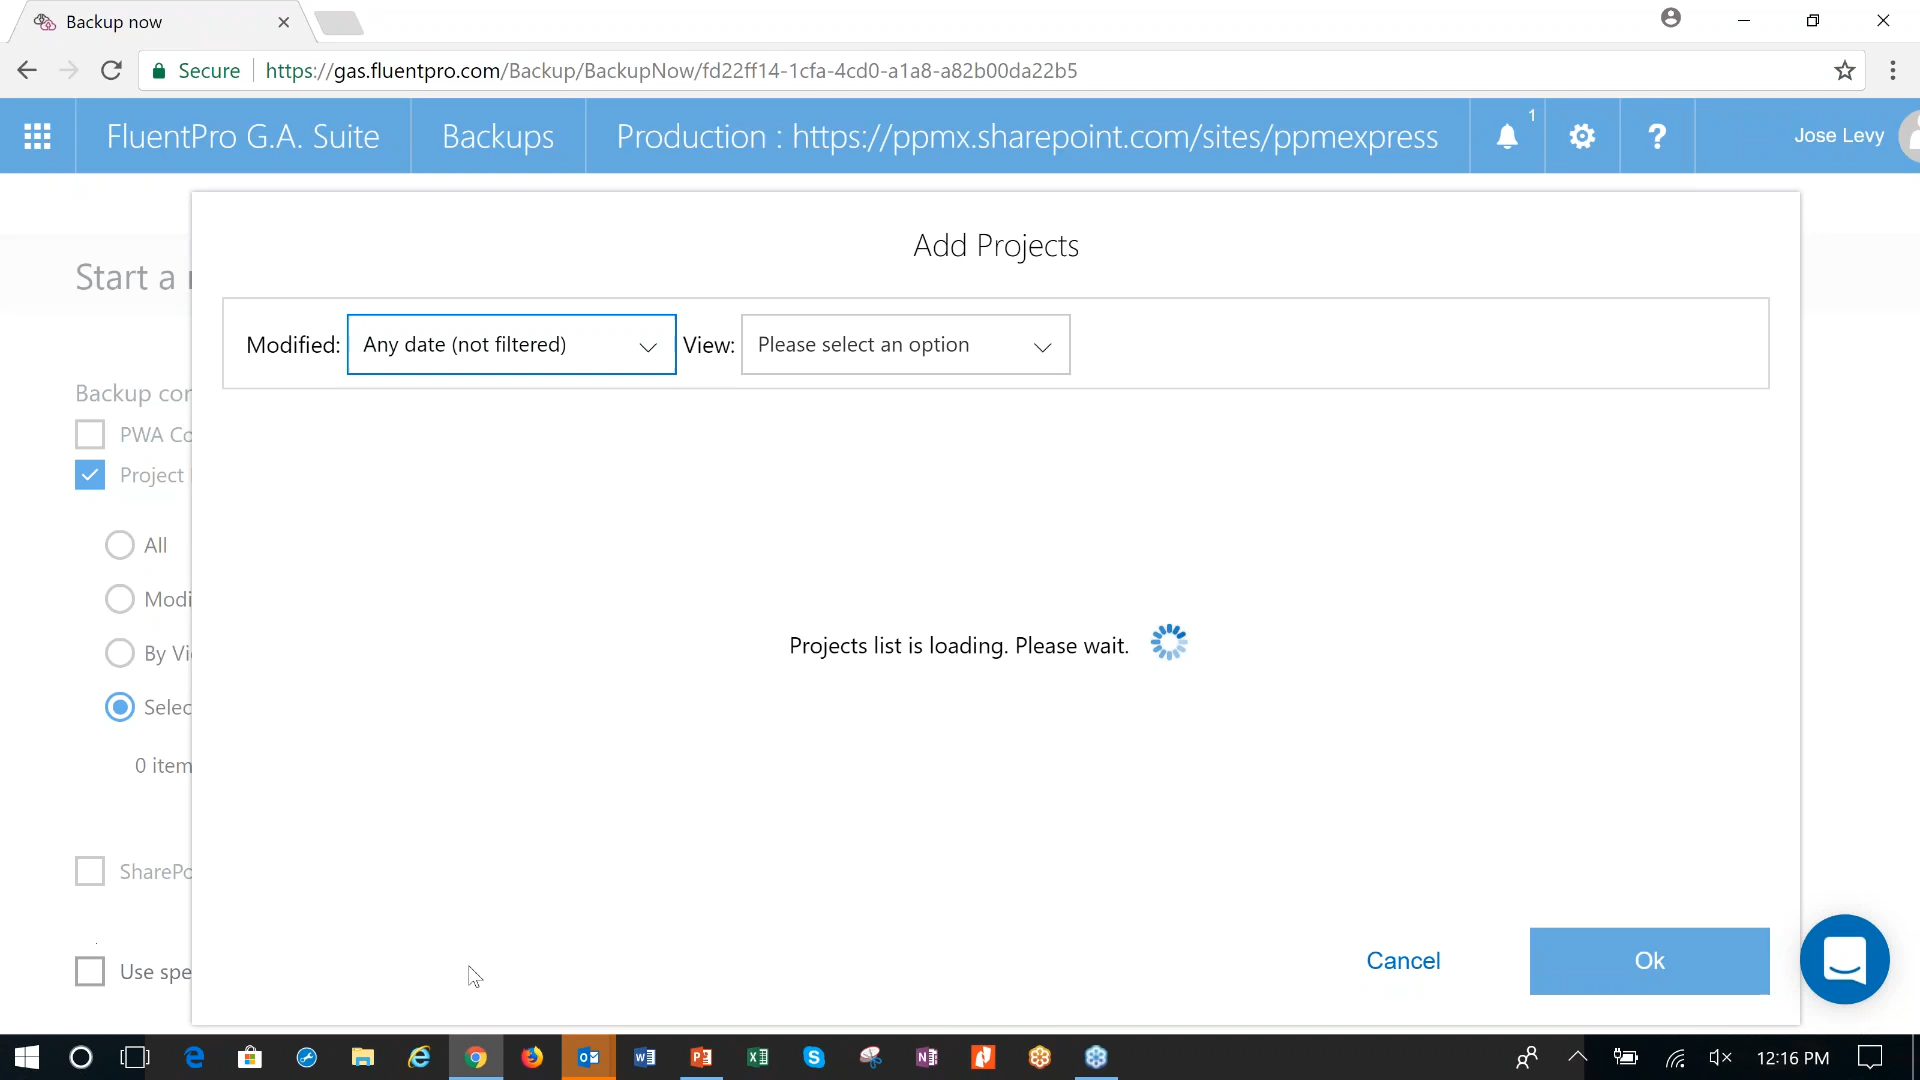 Backup now
Secure
https://gas.fluentpro.com/Backup/BackupNow/fd22ff14-1cfa-4cd0-a1a8-a82b00da22b5
FluentPro G.A. Suite
Backups
Production : https://ppmx.sharepoint.com/sites/ppmexpress
1
?
Jose Levy
Start a
Add Projects
Modified:
Any date (not filtered)
View:
Please select an option
Backup cor
PWA Co
Project
All
Modi
By Vi
Selec
0 item
Projects list is loading. Please wait.
SharePo
Use spe
Cancel
Ok
12:16 PM